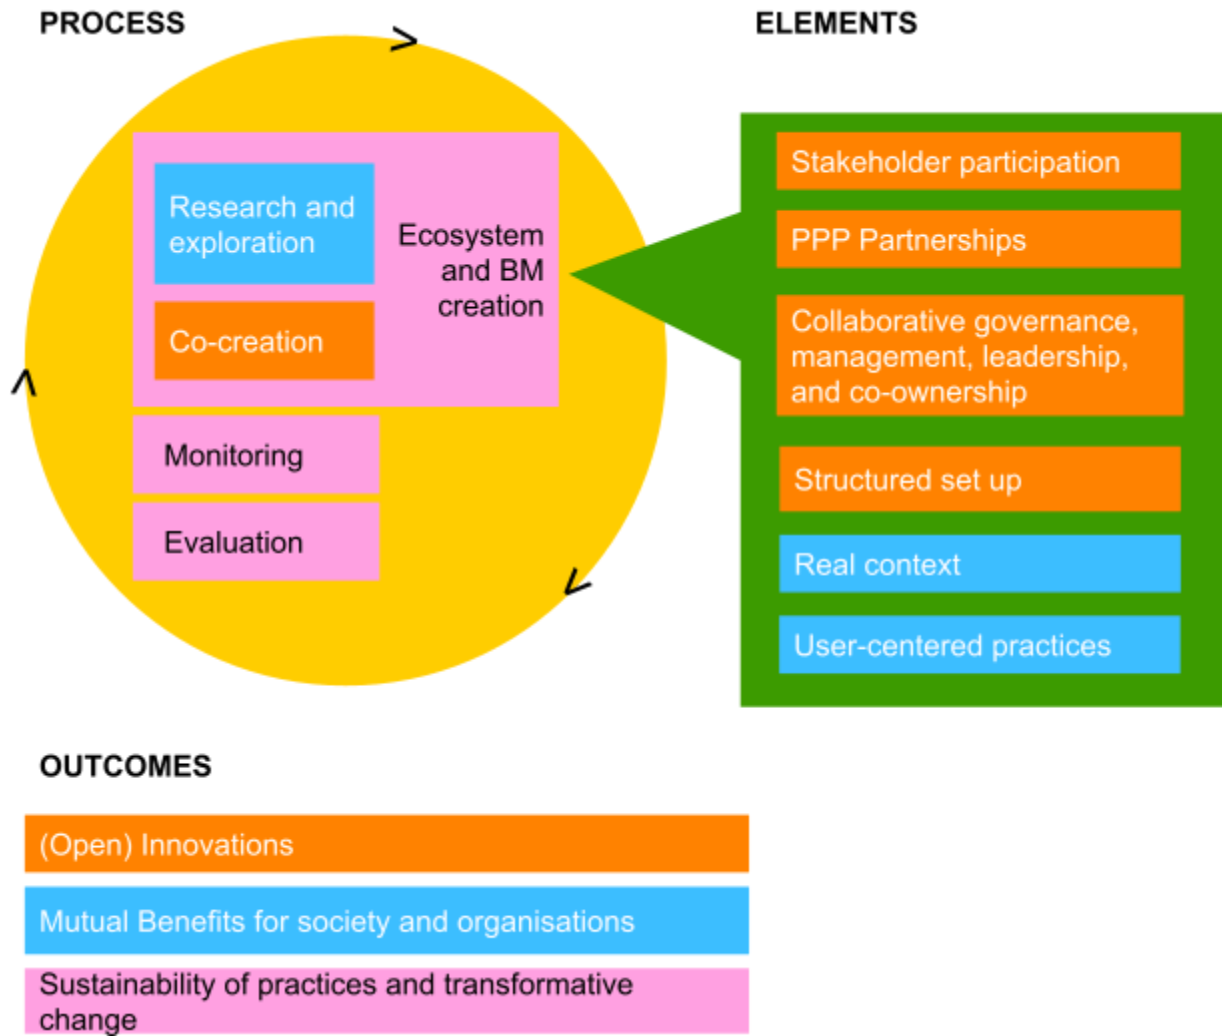 PROCESS
Research and
exploration
Co-creation
Ecosystem
and BM
creation
Monitoring
Evaluation
ELEMENTS
Stakeholder participation
PPP Partnerships
Collaborative governance,
management, leadership,
and co-ownership
Structured set up
Real context
User-centered practices
OUTCOMES
(Open) Innovations
Mutual Benefits for society and organisations
Sustainability of practices and transformative
change